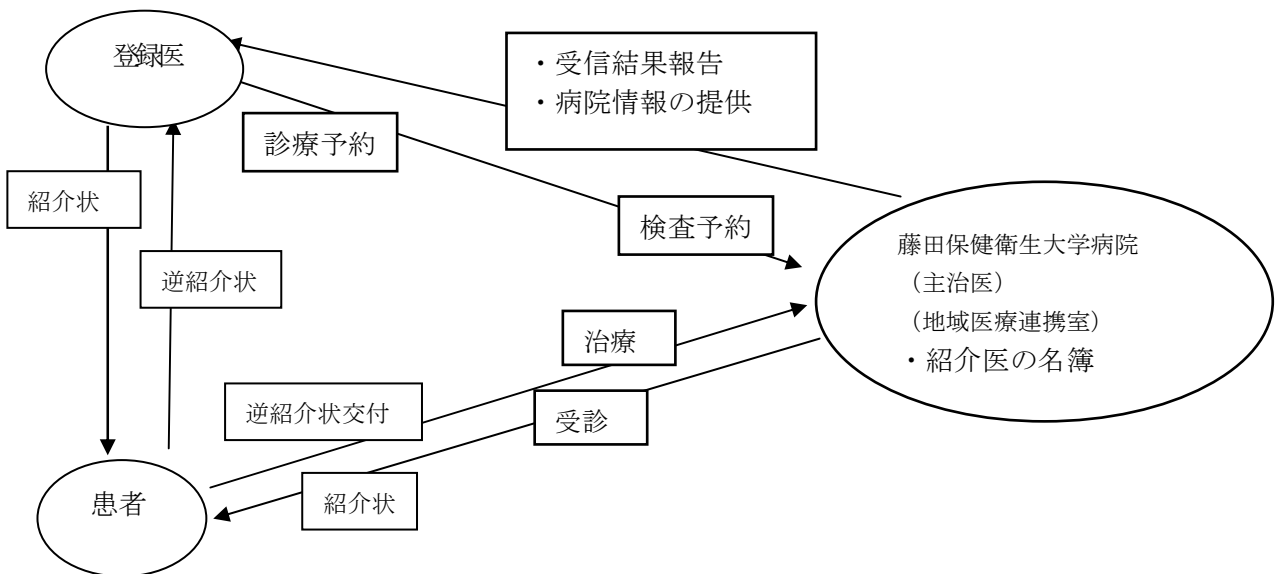 登録医
・受信結果報告
・病院情報の提供
診療予約
紹介状
検査予約
逆紹介状
藤田保健衛生大学病院
（主治医）
（地域医療連携室）
・紹介医の名簿
治療
逆紹介状交付
受診
患者
紹介状